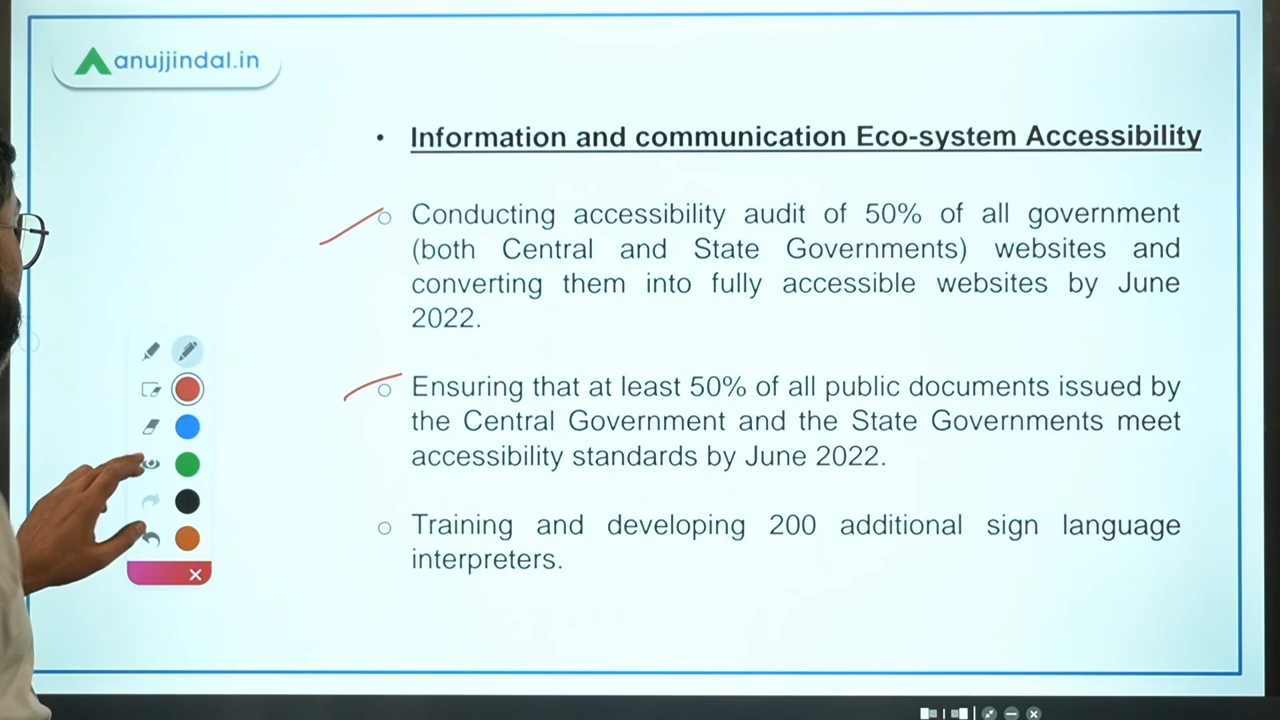 anujjindal.in
• Information and communication Eco-system Accessibility
○ Conducting accessibility audit of 50% of all government
(both Central and State Governments) websites and
converting them into fully accessible websites by June
2022.
○ Ensuring that at least 50% of all public documents issued by
the Central Government and the State Governments meet
accessibility standards by June 2022.
○ Training and developing 200 additional sign language
interpreters.